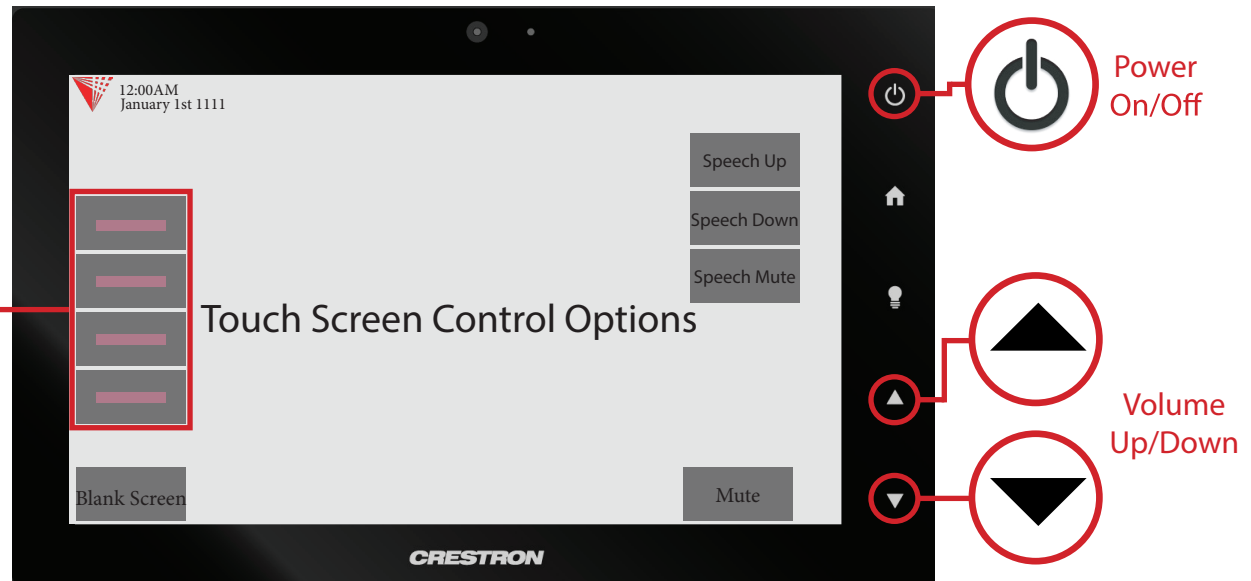 12:00AM
January 1st 1111
Power
On/Off
Speech Up
Speech Down
Speech Mute
Touch Screen Control Options
Volume
Up/Down
Blank Screen
Mute
CRESTRON